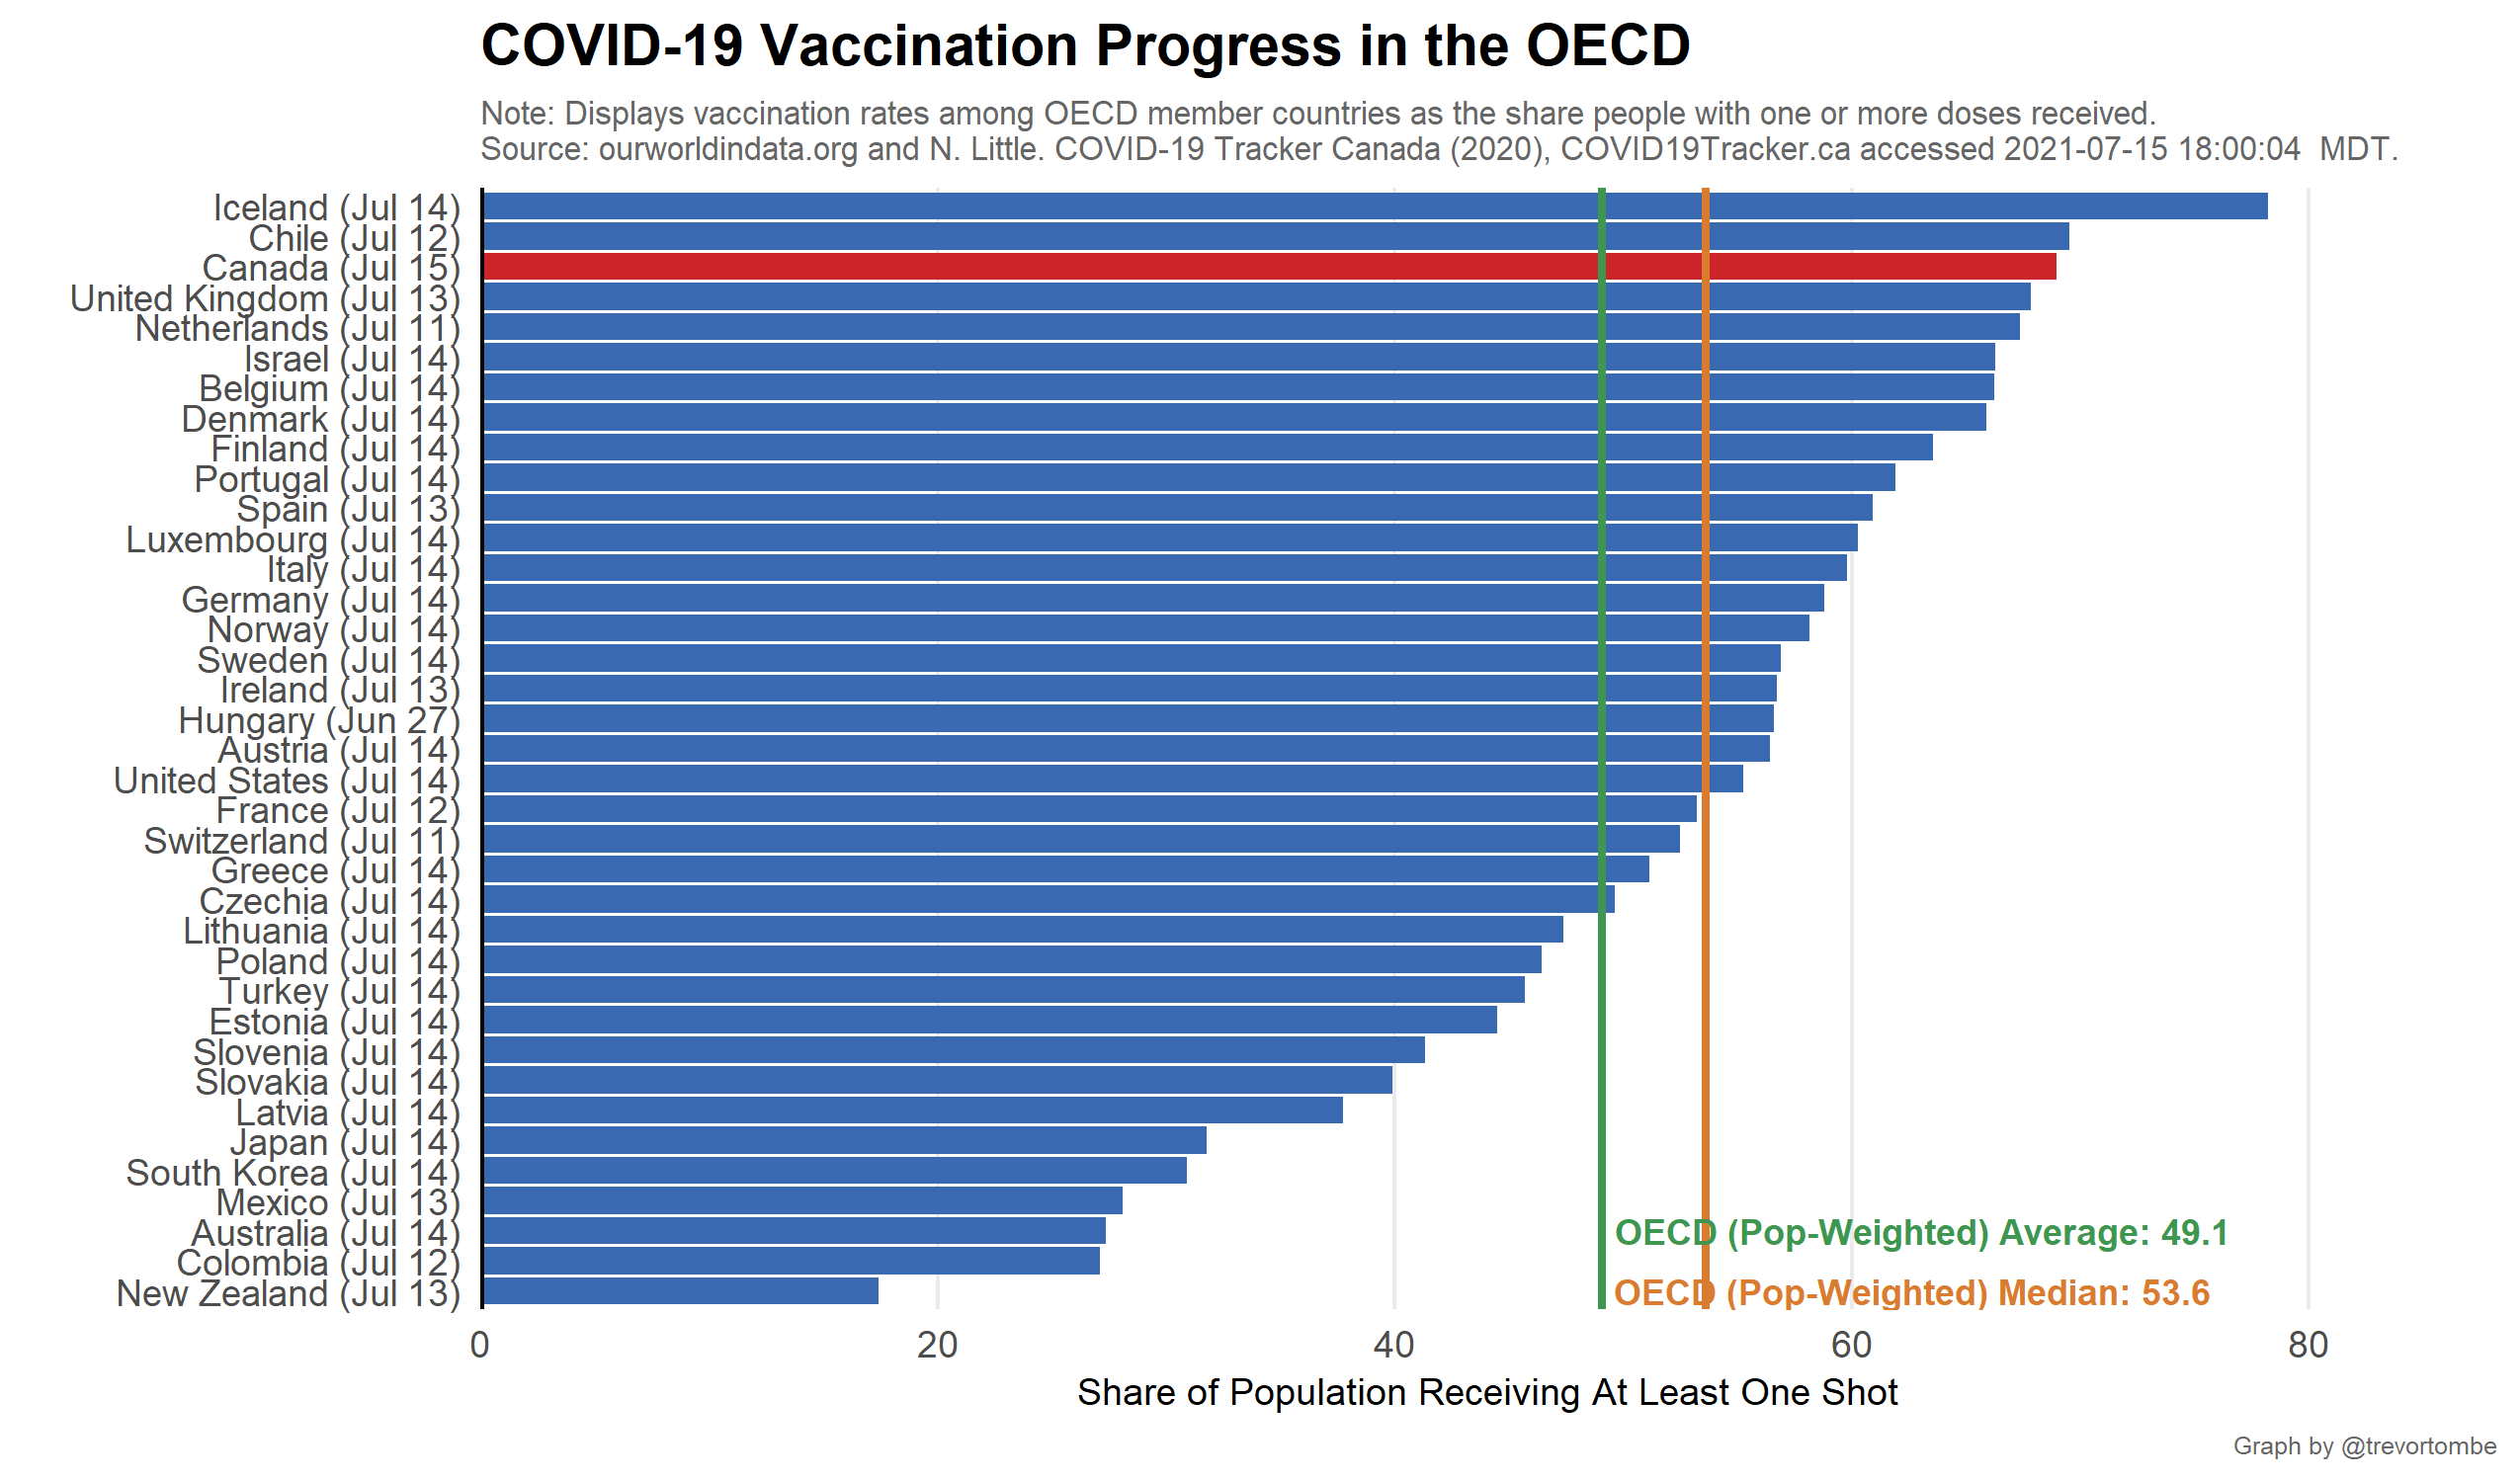 COVID-19 Vaccination Progress in the OECD
Note: Displays vaccination rates among OECD member countries as the share people with one or more doses received.
Source: ourworldindata.org and N. Little. COVID-19 Tracker Canada (2020), COVID19Tracker.ca accessed 2021-07-15 18:00:04  MDT.
Iceland (Jul 14)
Chile (Jul 12)
Canada (Jul 15)
United Kingdom (Jul 13)
Netherlands (Jul 11)
Israel (Jul 14)
Belgium (Jul 14)
Denmark (Jul 14)
Finland (Jul 14)
Portugal (Jul 14)
Spain (Jul 13)
Luxembourg (Jul 14)
Italy (Jul 14)
Germany (Jul 14)
Norway (Jul 14)
Sweden (Jul 14)
Ireland (Jul 13)
Hungary (Jun 27)
Austria (Jul 14)
United States (Jul 14)
France (Jul 12)
Switzerland (Jul 11)
Greece (Jul 14)
Czechia (Jul 14)
Lithuania (Jul 14)
Poland (Jul 14)
Turkey (Jul 14)
Estonia (Jul 14)
Slovenia (Jul 14)
Slovakia (Jul 14)
Latvia (Jul 14)
Japan (Jul 14)
South Korea (Jul 14)
Mexico (Jul 13)
Australia (Jul 14)
OECD (Pop-Weighted) Average: 49.1
Colombia (Jul 12)
New Zealand (Jul 13)
OECD (Pop-Weighted) Median: 53.6
0 20 40 60 80
Share of Population Receiving At Least One Shot
Graph by @trevortombe